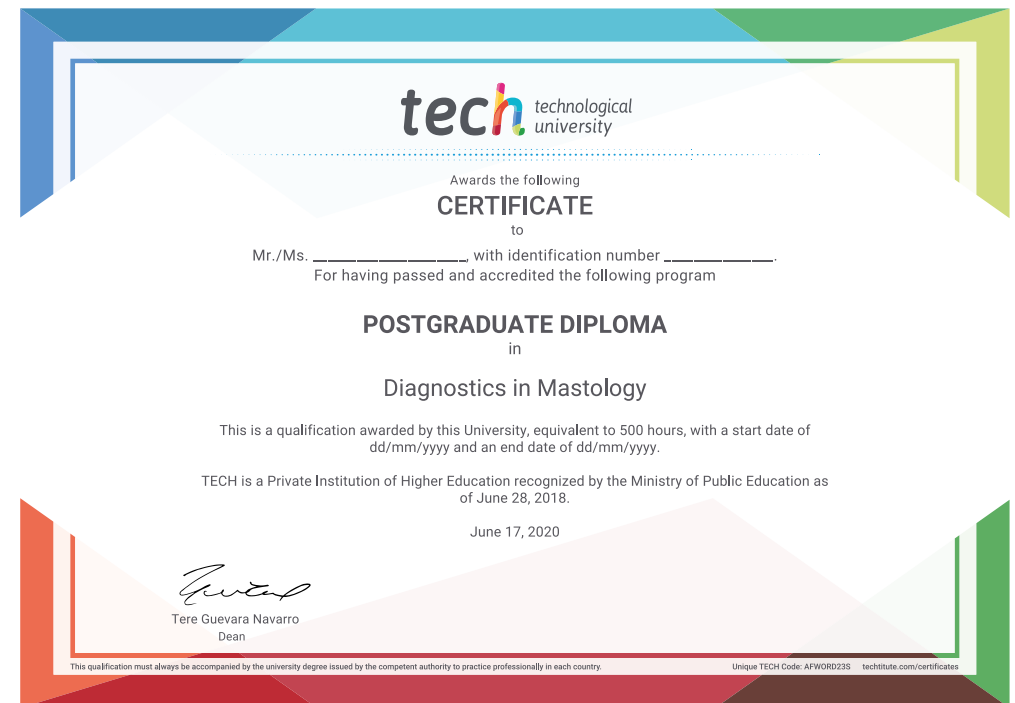 tech technological
university
Awards the following
CERTIFICATE
to
Mr./Ms. ____________________, with identification number ______________.
For having passed and accredited the following program
POSTGRADUATE DIPLOMA
in
Diagnostics in Mastology
This is a qualification awarded by this University, equivalent to 500 hours, with a start date of
dd/mm/yyyy and an end date of dd/mm/yyyy.
TECH is a Private Institution of Higher Education recognized by the Ministry of Public Education as
of June 28, 2018.
June 17, 2020
Tere Guevara Navarro
Dean
This qualification must always be accompanied by the university degree issued by the competent authority to practice professionally in each country. Unique TECH Code: AFWORD23S techtitute.com/certificates